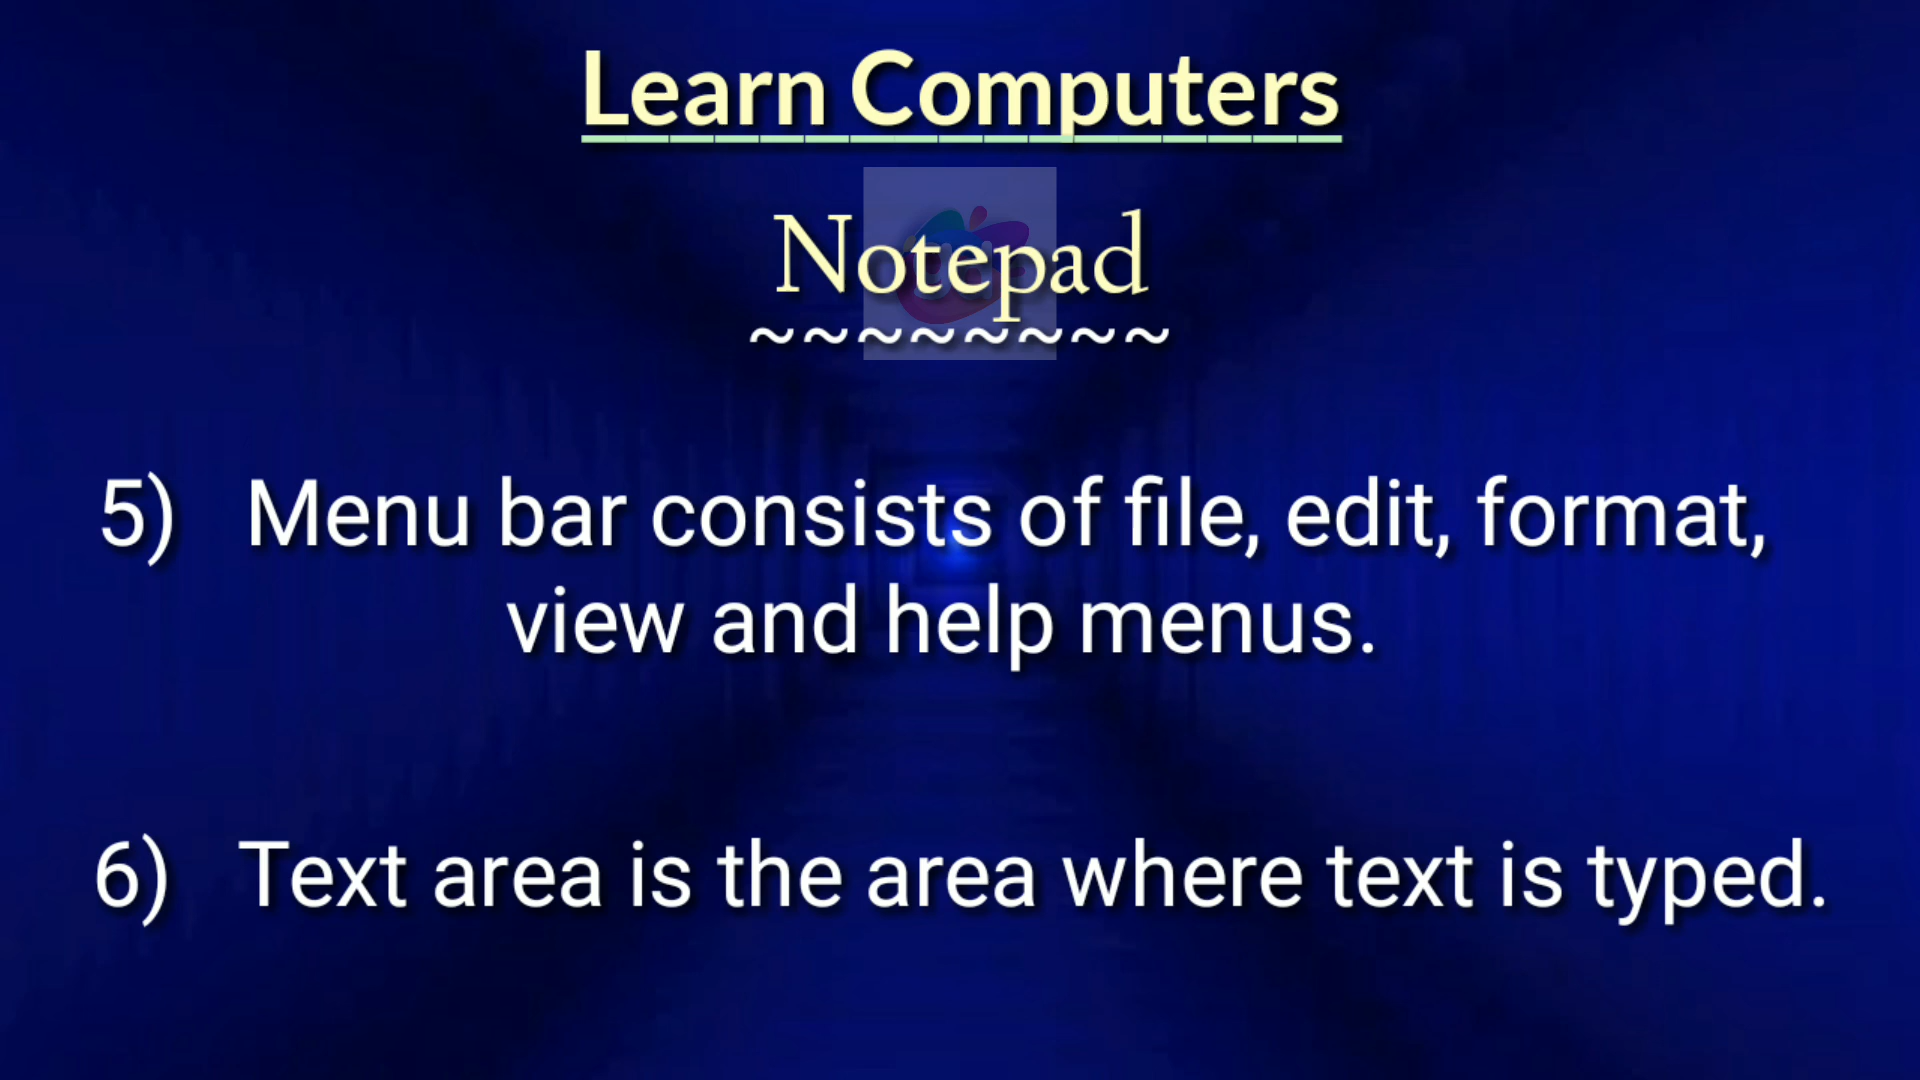 Learn Computers
Notepad
~~~~~~~~
5) Menu bar consists of file, edit, format,
view and help menus.
6) Text area is the area where text is typed.